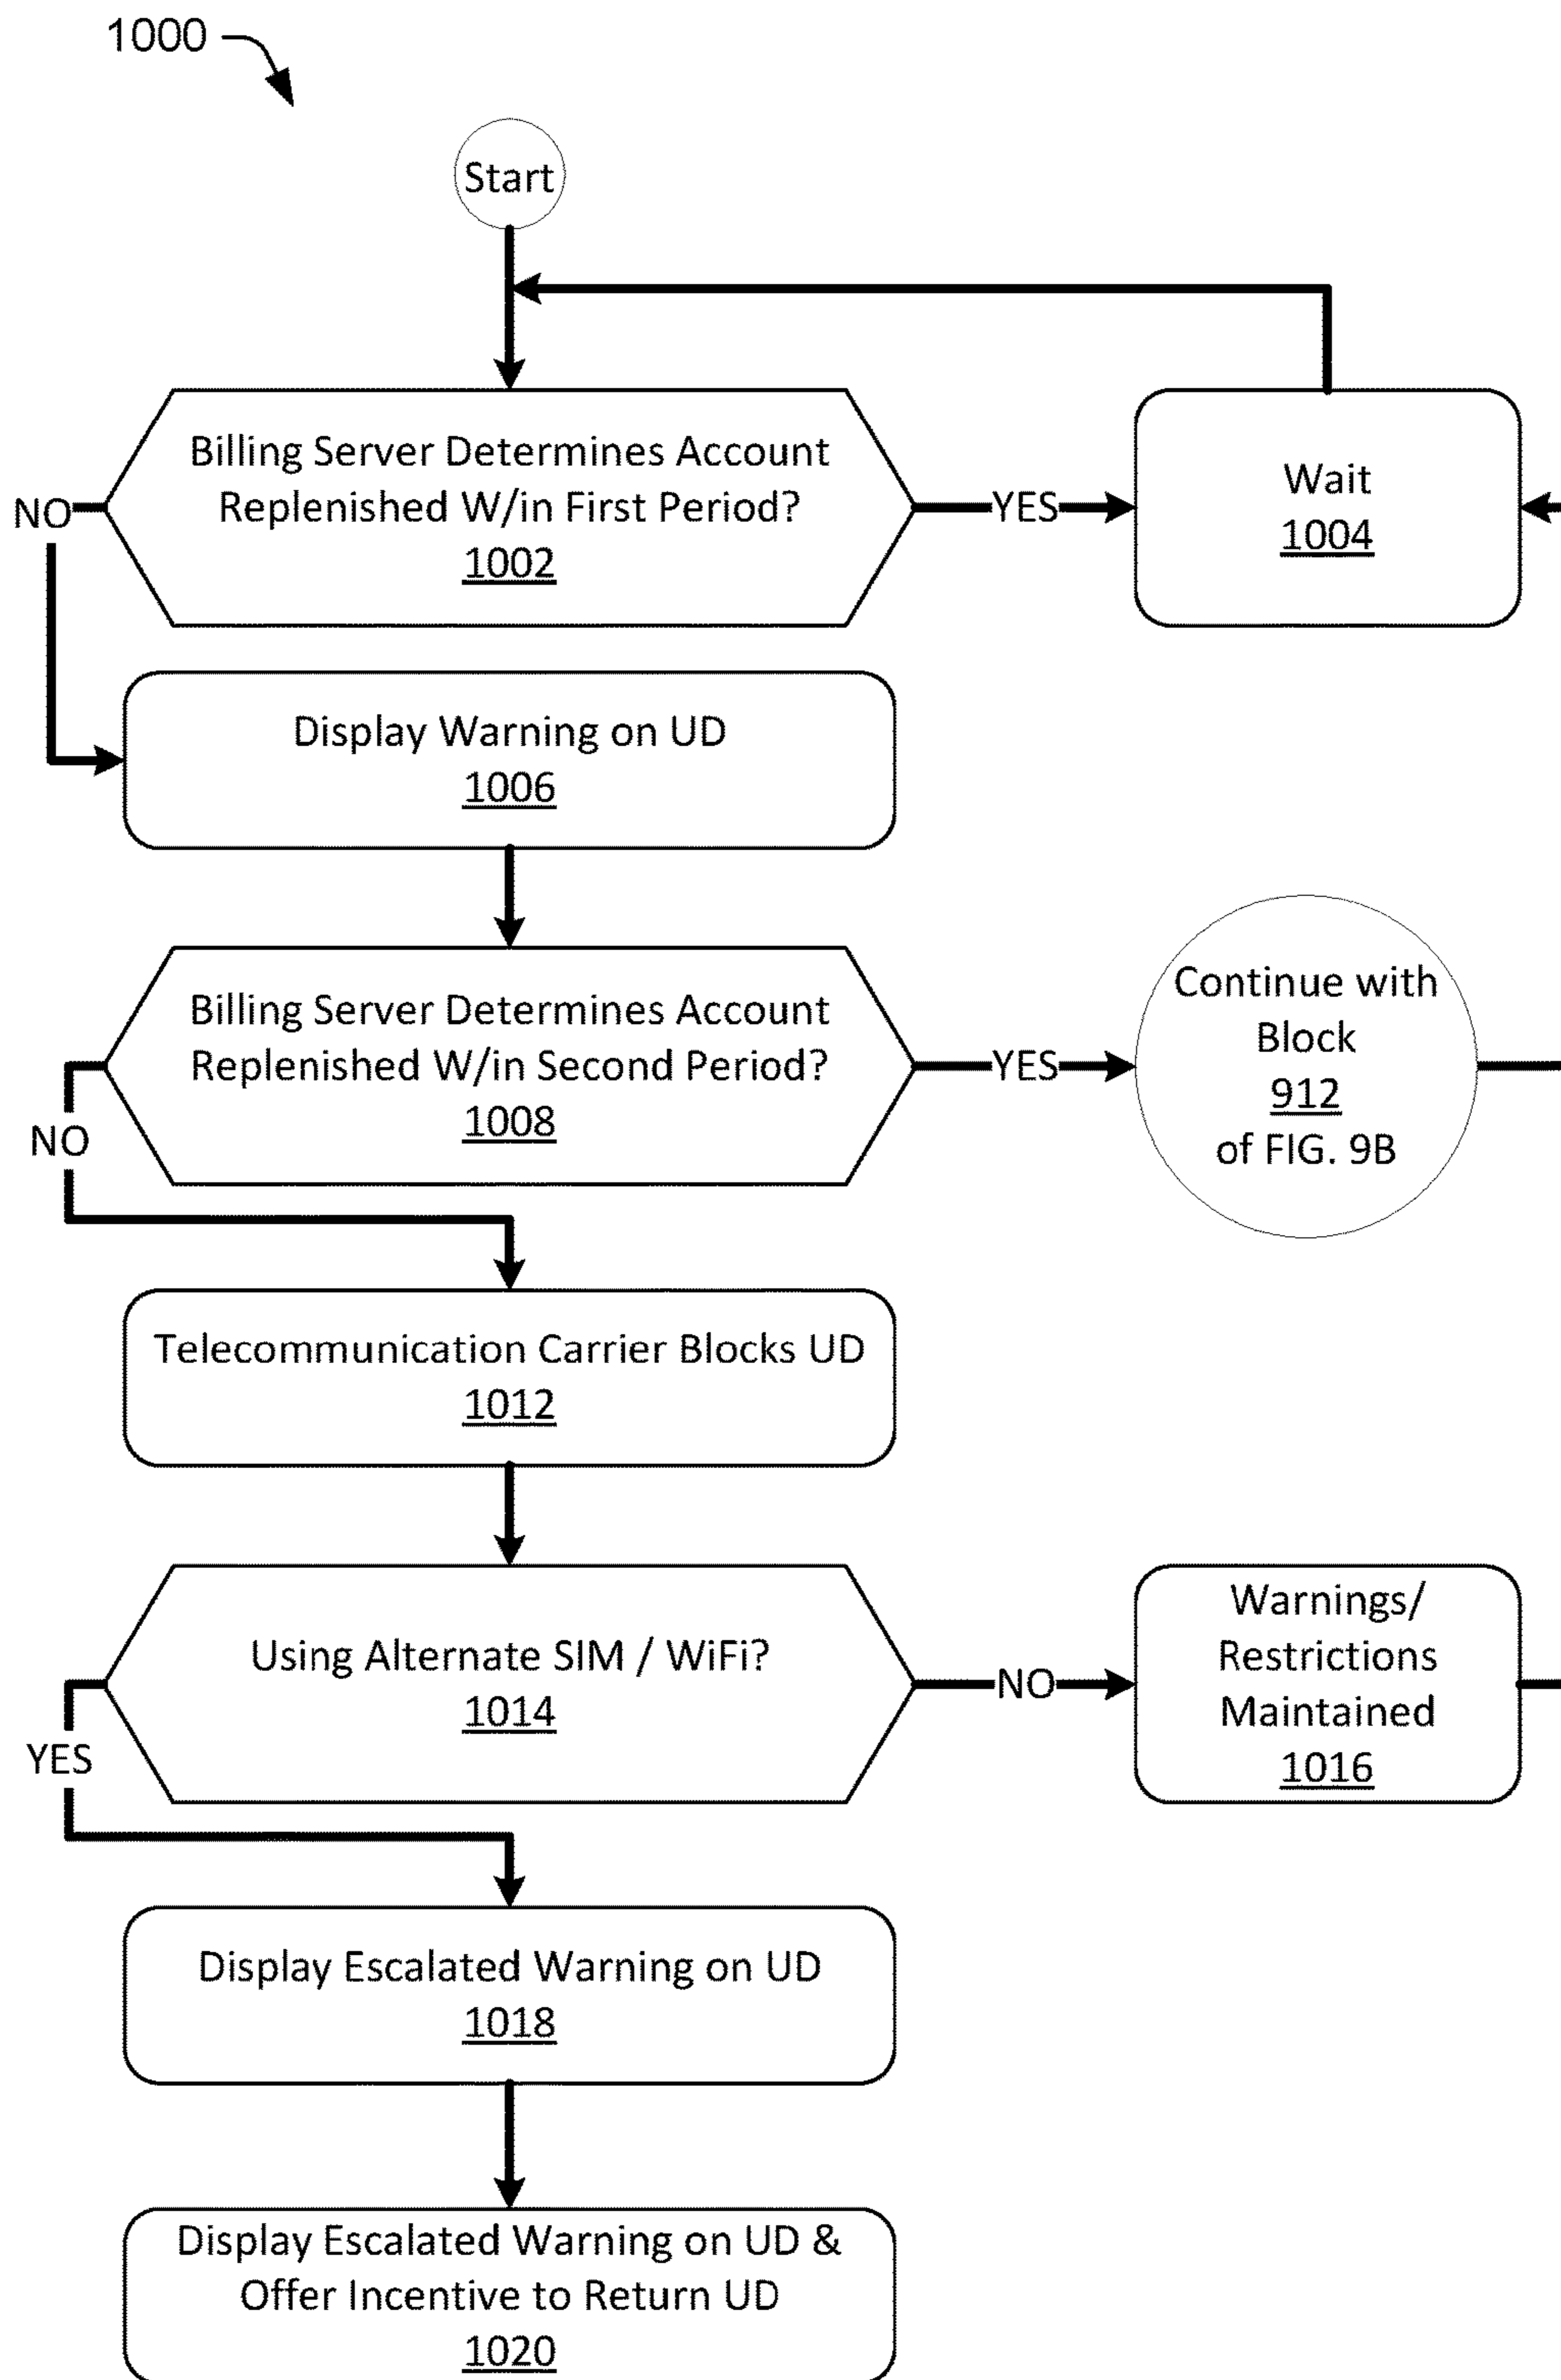 1000
Start
Billing Server Determines Account
Replenished W/in First Period?
1002
NO
YES
Wait
1004
Display Warning on UD
1006
Billing Server Determines Account
Replenished W/in Second Period?
1008
NO
YES
Continue with
Block
912
of FIG. 9B
Telecommunication Carrier Blocks UD
1012
Using Alternate SIM / WiFi?
1014
YES
NO
Warnings/
Restrictions
Maintained
1016
Display Escalated Warning on UD
1018
Display Escalated Warning on UD &
Offer Incentive to Return UD
1020